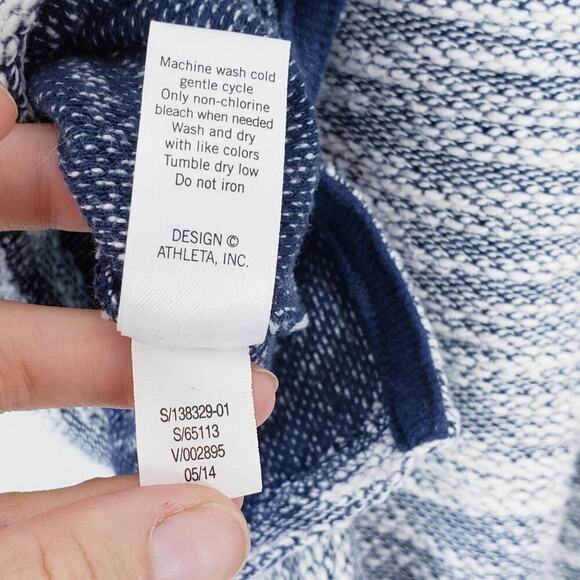 Machine wash cold
gentle cycle
Only non-chlorine
bleach when needed
Wash and dry
with like colors
Tumble dry low
Do not iron
DESIGN ©
ATHLETA, INC.
S/138329-01
S/65113
V/002895
05/14